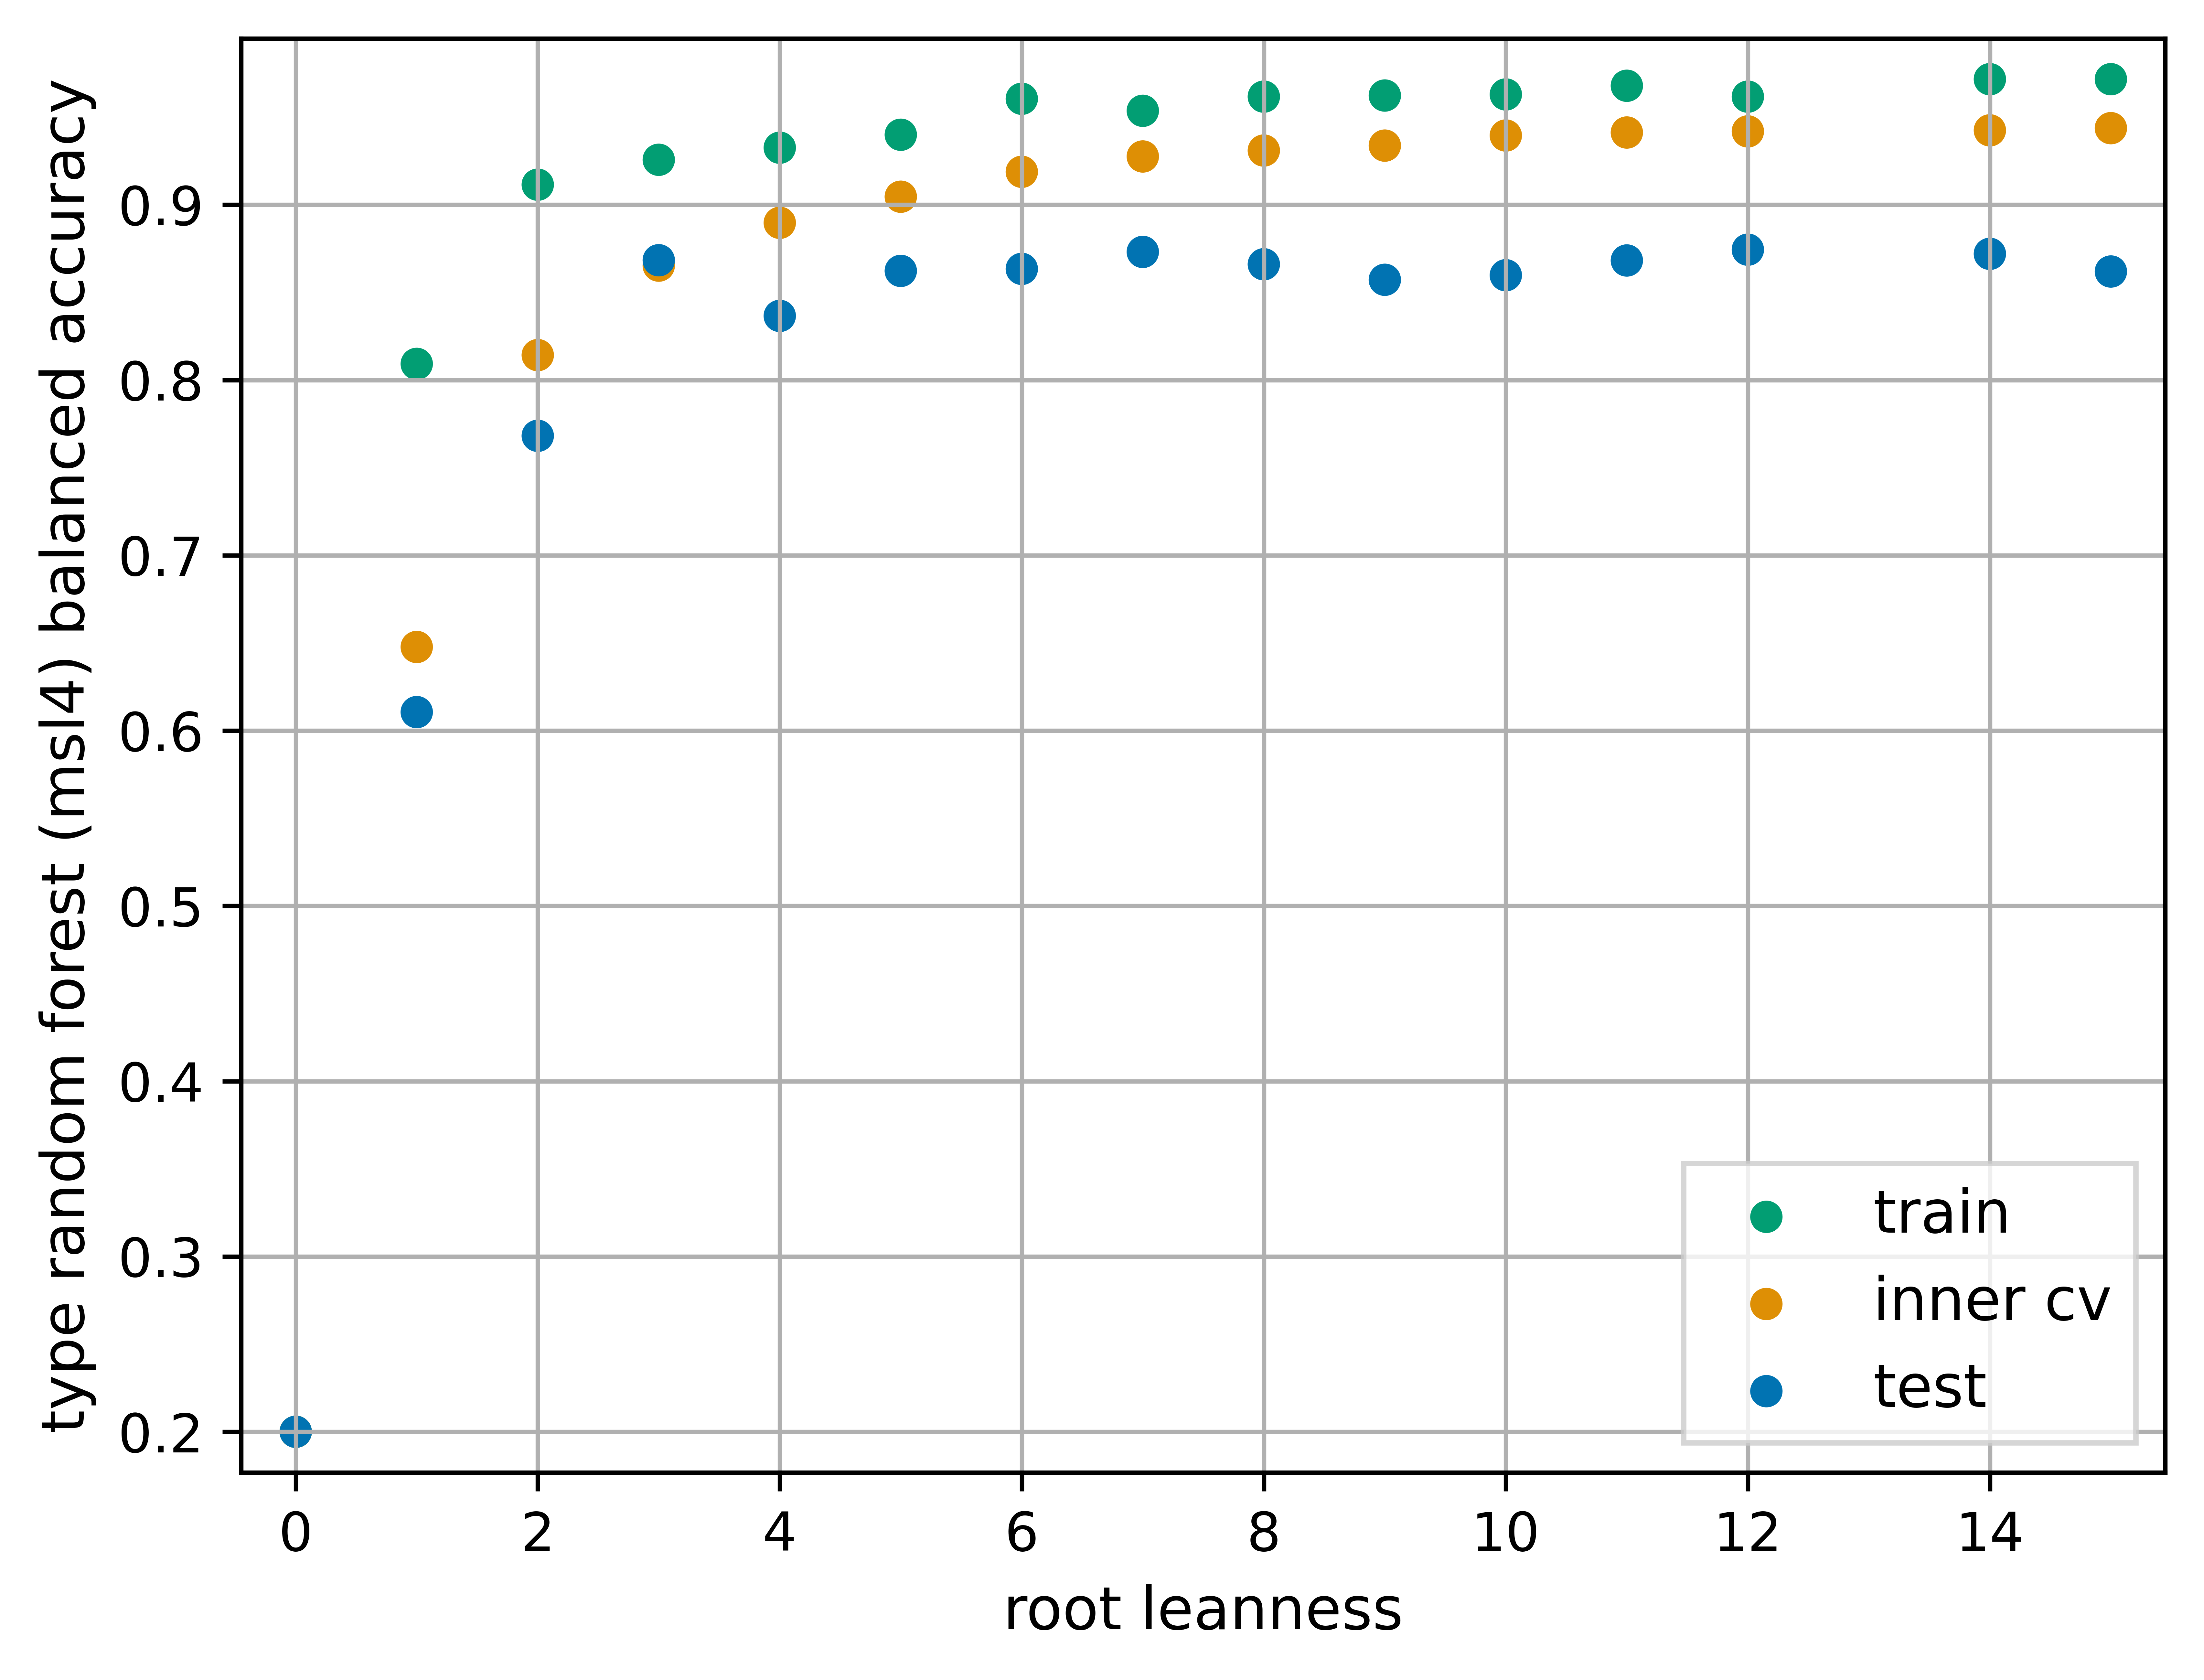 type random forest (msl4) balanced accuracy
0.9
0.8
0.7
0.6
0.5
0.4
0.3
0.2
train
inner cv
test
0 2 4 6 8 10 12 14
root leanness